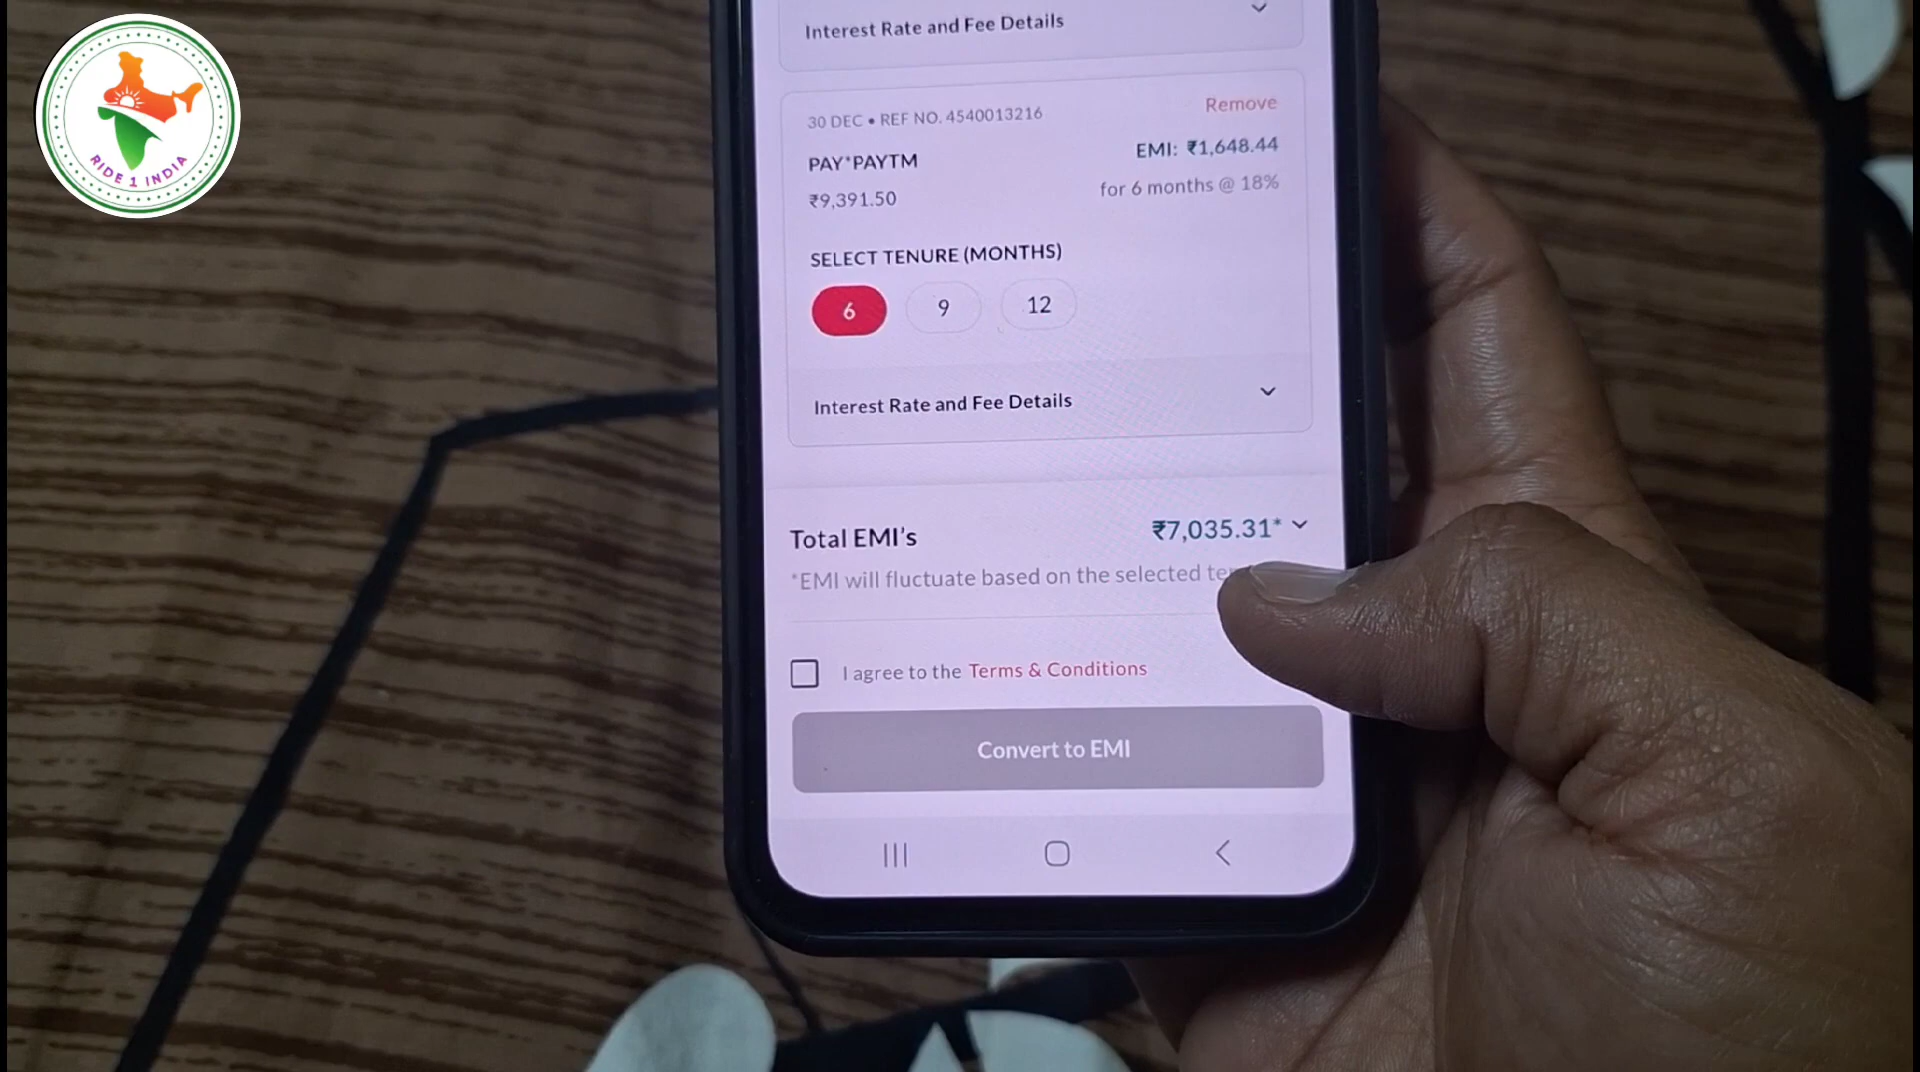 RIDE 1 INDIA
Interest Rate and Fee Details
30 DEC • REF NO. 4540013216
Remove
PAY*PAYTM
EMI: ₹1,648.44
₹9,391.50
for 6 months @ 18%
SELECT TENURE (MONTHS)
6
9
12
Interest Rate and Fee Details
Total EMI's
₹7,035.31*
*EMI will fluctuate based on the selected
I agree to the Terms & Conditions
Convert to EMI